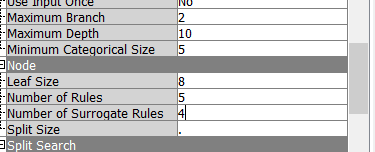 Use Input Once No
Maximum Branch 2
Maximum Depth 10
Minimum Categorical Size 5
Node
Leaf Size 8
Number of Rules 5
Number of Surrogate Rules 4
Split Size .
Split Search